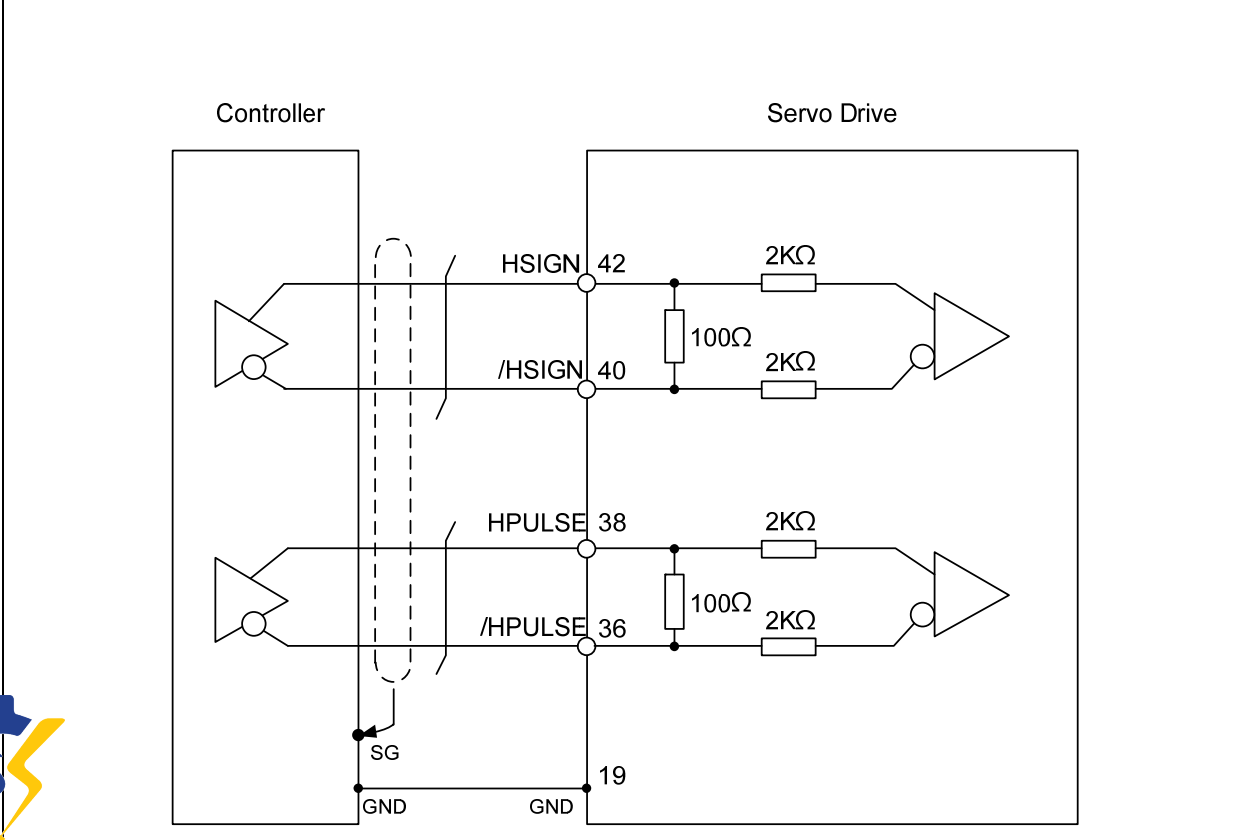 Controller
Servo Drive
HSIGN 42
2KΩ
100Ω
/HSIGN 40
2KΩ
HPULSE 38
2KΩ
100Ω
/HPULSE 36
2KΩ
SG
19
GND
GND